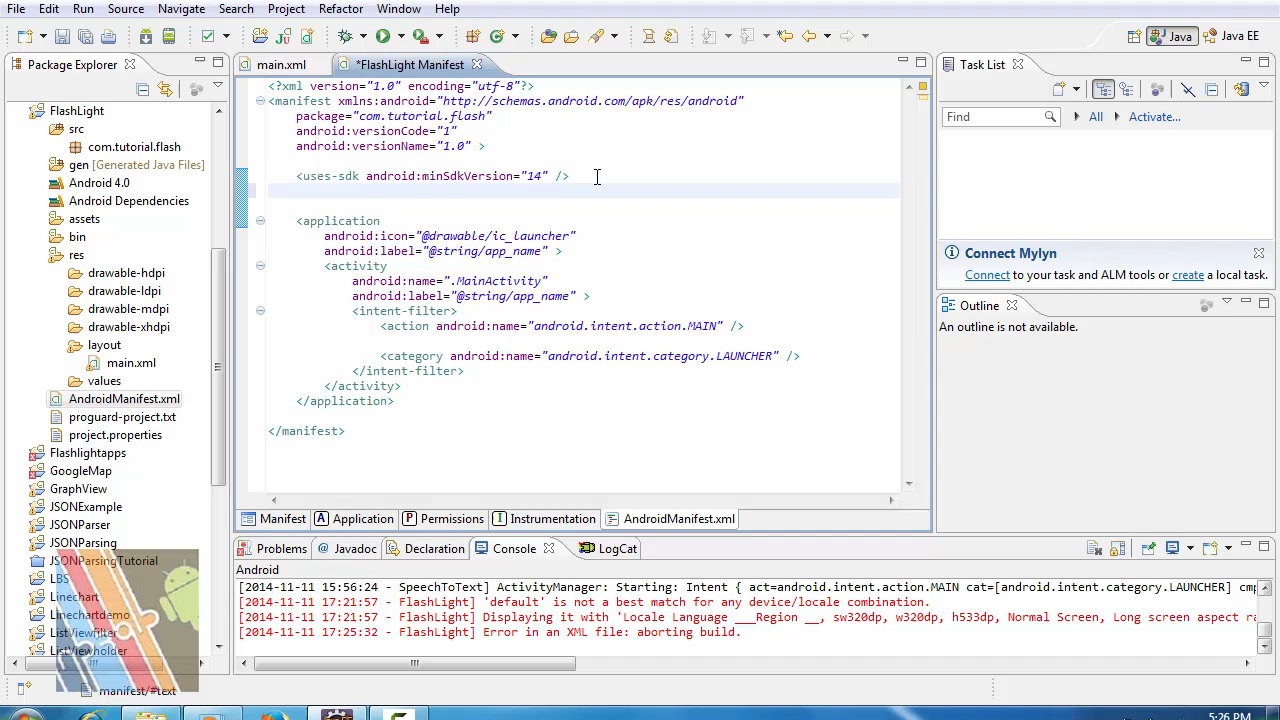 File Edit Run Source Navigate Search Project Refactor Window Help
Java Java EE
Package Explorer
main.xml *FlashLight Manifest
Task List
FlashLight
src
com.tutorial.flash
gen [Generated Java Files]
Android 4.0
Android Dependencies
assets
bin
res
drawable-hdpi
drawable-ldpi
drawable-mdpi
drawable-xhdpi
layout
main.xml
values
AndroidManifest.xml
proguard-project.txt
project.properties
Flashlightapps
GoogleMap
GraphView
JSONExample
JSONParser
JSONParsing
JSONParsingTutorial
LBS
Linechart
Linechartdemo
ListViewfilter
ListViewholder
<?xml version="1.0" encoding="utf-8"?>
<manifest xmlns:android="http://schemas.android.com/apk/res/android"
package="com.tutorial.flash"
android:versionCode="1"
android:versionName="1.0" >
<uses-sdk android:minSdkVersion="14" />
<application
android:icon="@drawable/ic_launcher"
android:label="@string/app_name" >
<activity
android:name=".MainActivity"
android:label="@string/app_name" >
<intent-filter>
<action android:name="android.intent.action.MAIN" />
<category android:name="android.intent.category.LAUNCHER" />
</intent-filter>
</activity>
</application>
</manifest>
Manifest Application Permissions Instrumentation AndroidManifest.xml
Find All Activate...
Connect Mylyn
Connect to your task and ALM tools or create a local task.
Outline
An outline is not available.
Problems Javadoc Declaration Console LogCat
Android
[2014-11-11 15:56:24 - SpeechToText] ActivityManager: Starting: Intent { act=android.intent.action.MAIN cat=[android.intent.category.LAUNCHER] cmp
[2014-11-11 17:21:57 - FlashLight] 'default' is not a best match for any device/locale combination.
[2014-11-11 17:21:57 - FlashLight] Displaying it with 'Locale Language ___Region __, sw320dp, w320dp, h533dp, Normal Screen, Long screen aspect ra
[2014-11-11 17:25:32 - FlashLight] Error in an XML file: aborting build.
manifest/#text
5:26 PM